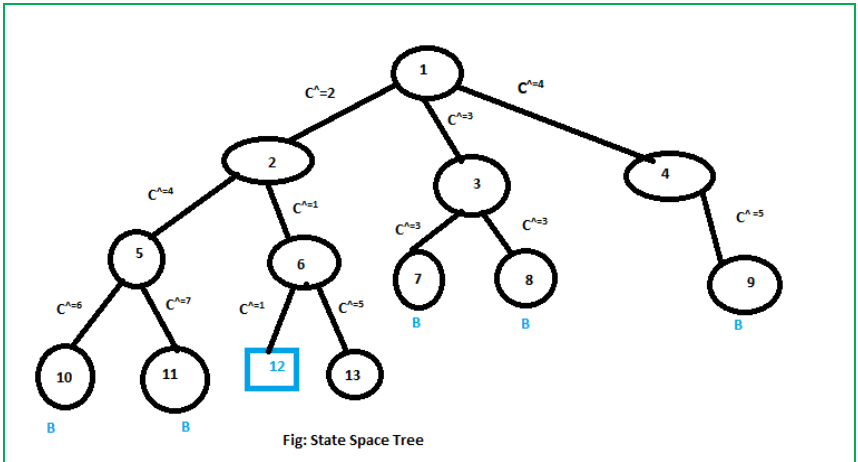 1
C^=2
C^=4
C^=3
2
3
4
C^=4
C^=1
C^=3
C^=3
C^ =5
5
6
7
8
9
C^=6
C^=7
C^=1
C^=5
B
B
B
10
11
12
13
B
B
Fig: State Space Tree